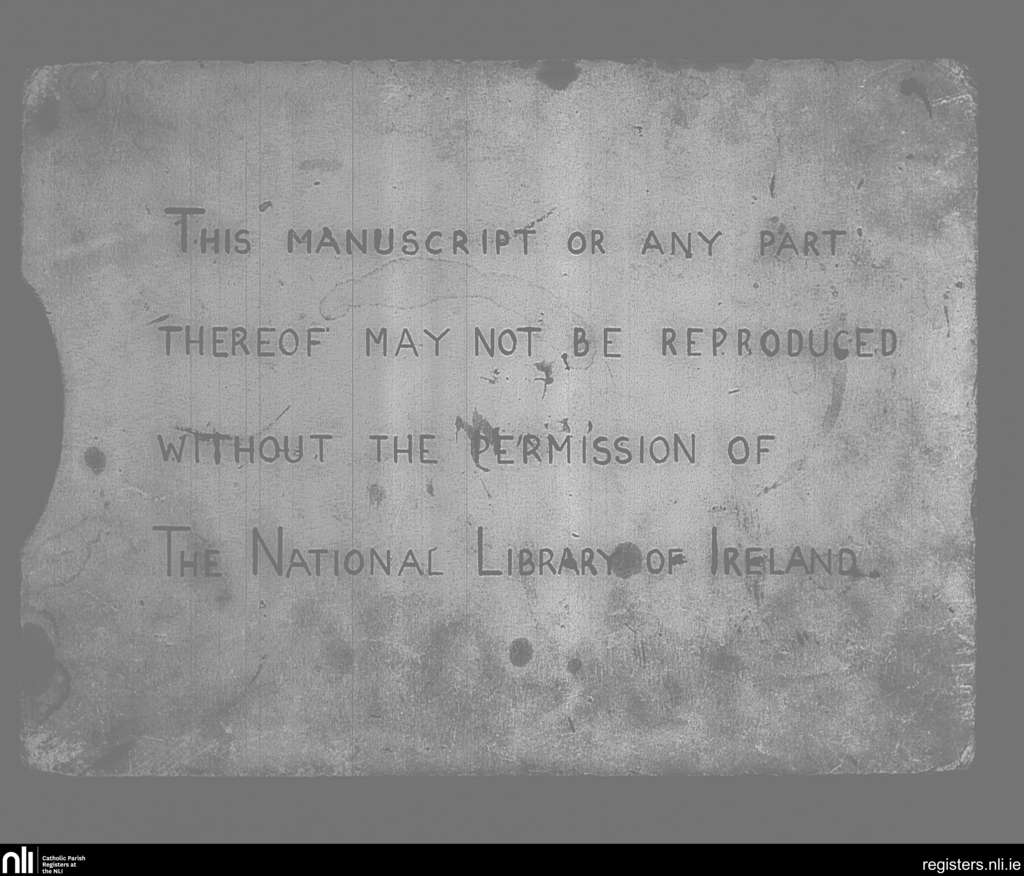 This manuscript or any part
thereof may not be reproduced
without the permission of
The National Library of Ireland.
nli
Catholic Parish
Registers at
the NLI
registers.nli.ie